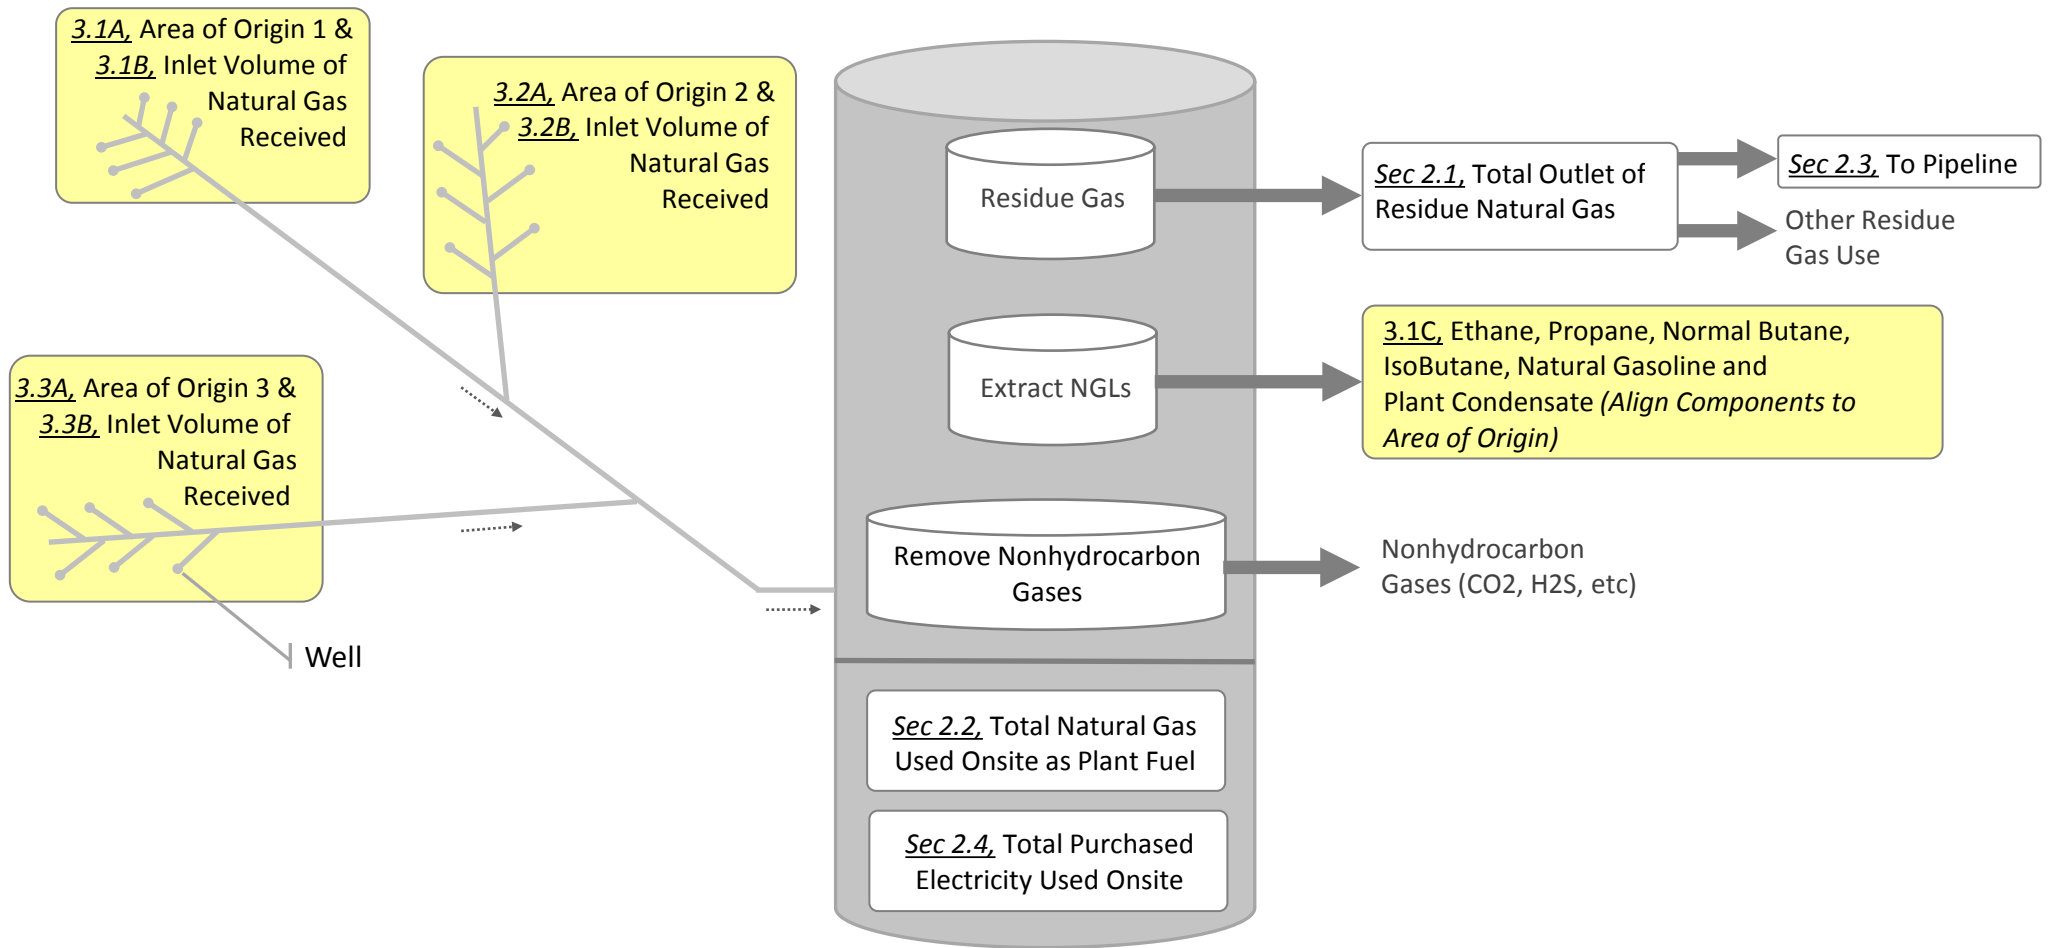 3.1A, Area of Origin 1 &
3.1B, Inlet Volume of
Natural Gas
Received
3.2A, Area of Origin 2 &
3.2B, Inlet Volume of
Natural Gas
Received
3.3A, Area of Origin 3 &
3.3B, Inlet Volume of
Natural Gas
Received
Well
Residue Gas
Extract NGLs
Remove Nonhydrocarbon
Gases
Sec 2.2, Total Natural Gas
Used Onsite as Plant Fuel
Sec 2.4, Total Purchased
Electricity Used Onsite
Sec 2.1, Total Outlet of
Residue Natural Gas
Sec 2.3, To Pipeline
Other Residue
Gas Use
3.1C, Ethane, Propane, Normal Butane,
IsoButane, Natural Gasoline and
Plant Condensate (Align Components to
Area of Origin)
Nonhydrocarbon
Gases (CO2, H2S, etc)